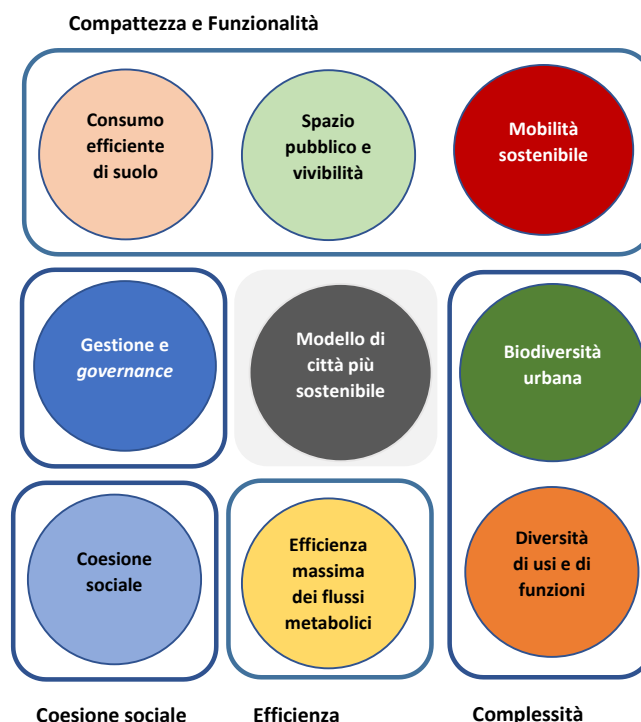 Compattezza e Funzionalità
Consumo
efficiente
di suolo
Spazio
pubblico e
vivibilità
Mobilità
sostenibile
Gestione e
governance
Modello di
città più
sostenibile
Biodiversità
urbana
Coesione
sociale
Efficienza
massima
dei flussi
metabolici
Diversità
di usi e di
funzioni
Coesione sociale
Efficienza
Complessità